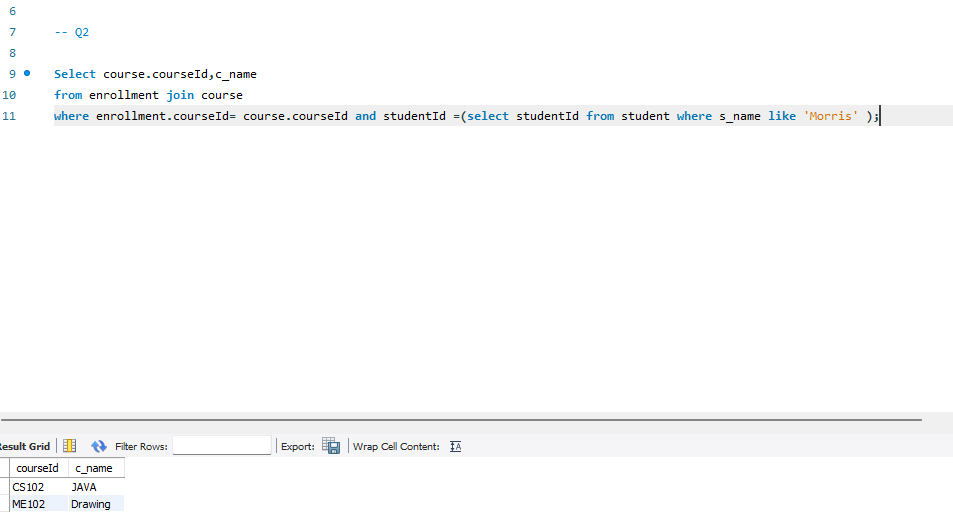 6
7 -- Q2
8
9 Select course.courseId,c_name
10 from enrollment join course
11 where enrollment.courseId= course.courseId and studentId =(select studentId from student where s_name like 'Morris' );
Result Grid Filter Rows: Export: Wrap Cell Content: IA
courseId c_name
CS102 JAVA
ME102 Drawing